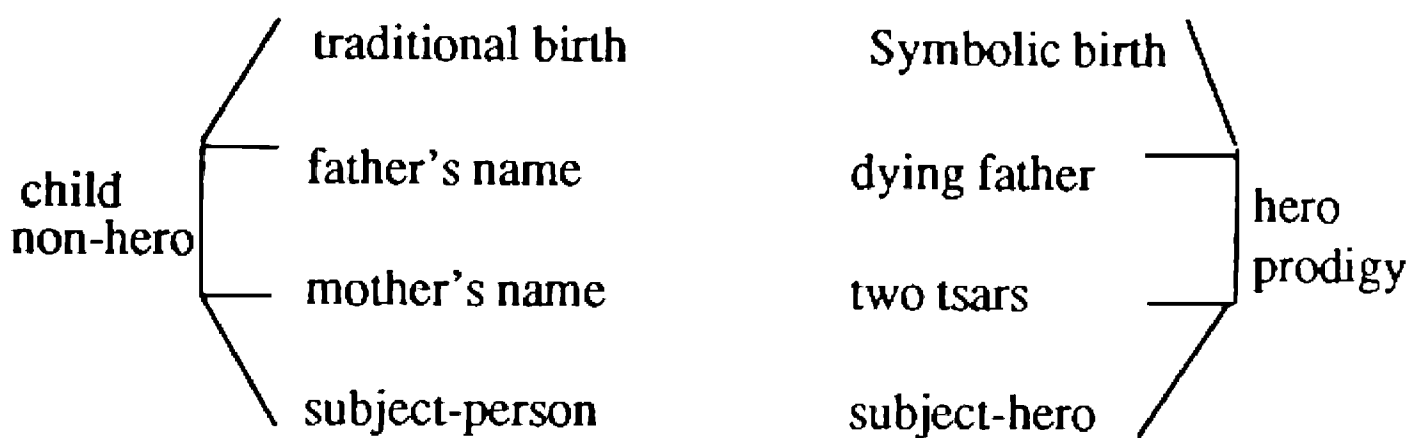 traditional birth
Symbolic birth
father's name
dying father
child
non-hero
hero
prodigy
mother's name
two tsars
subject-person
subject-hero